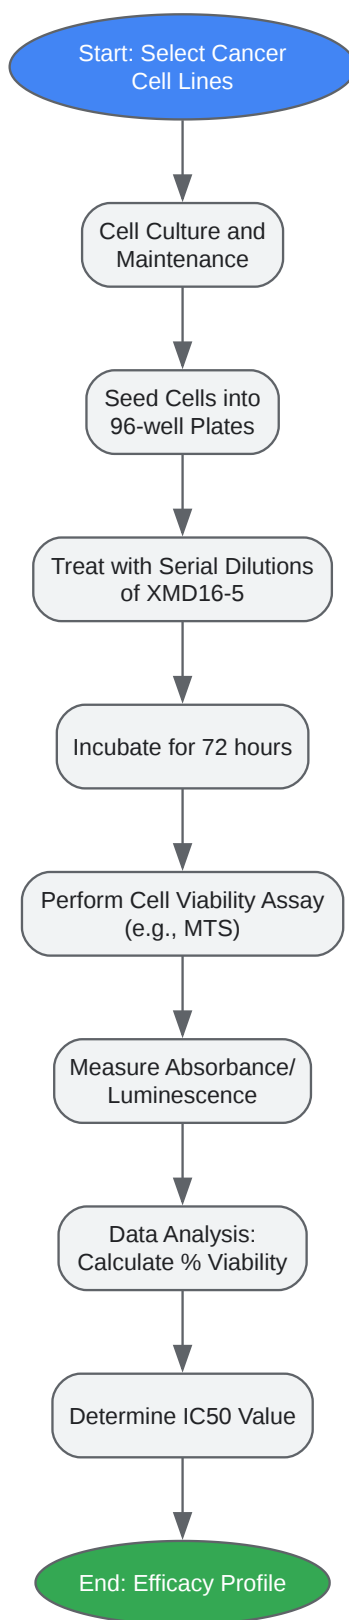 Start: Select Cancer
Cell Lines
Cell Culture and
Maintenance
Seed Cells into
96-well Plates
Treat with Serial Dilutions
of XMD16-5
Incubate for 72 hours
Perform Cell Viability Assay
(e.g., MTS)
Measure Absorbance/
Luminescence
Data Analysis:
Calculate % Viability
Determine IC50 Value
End: Efficacy Profile